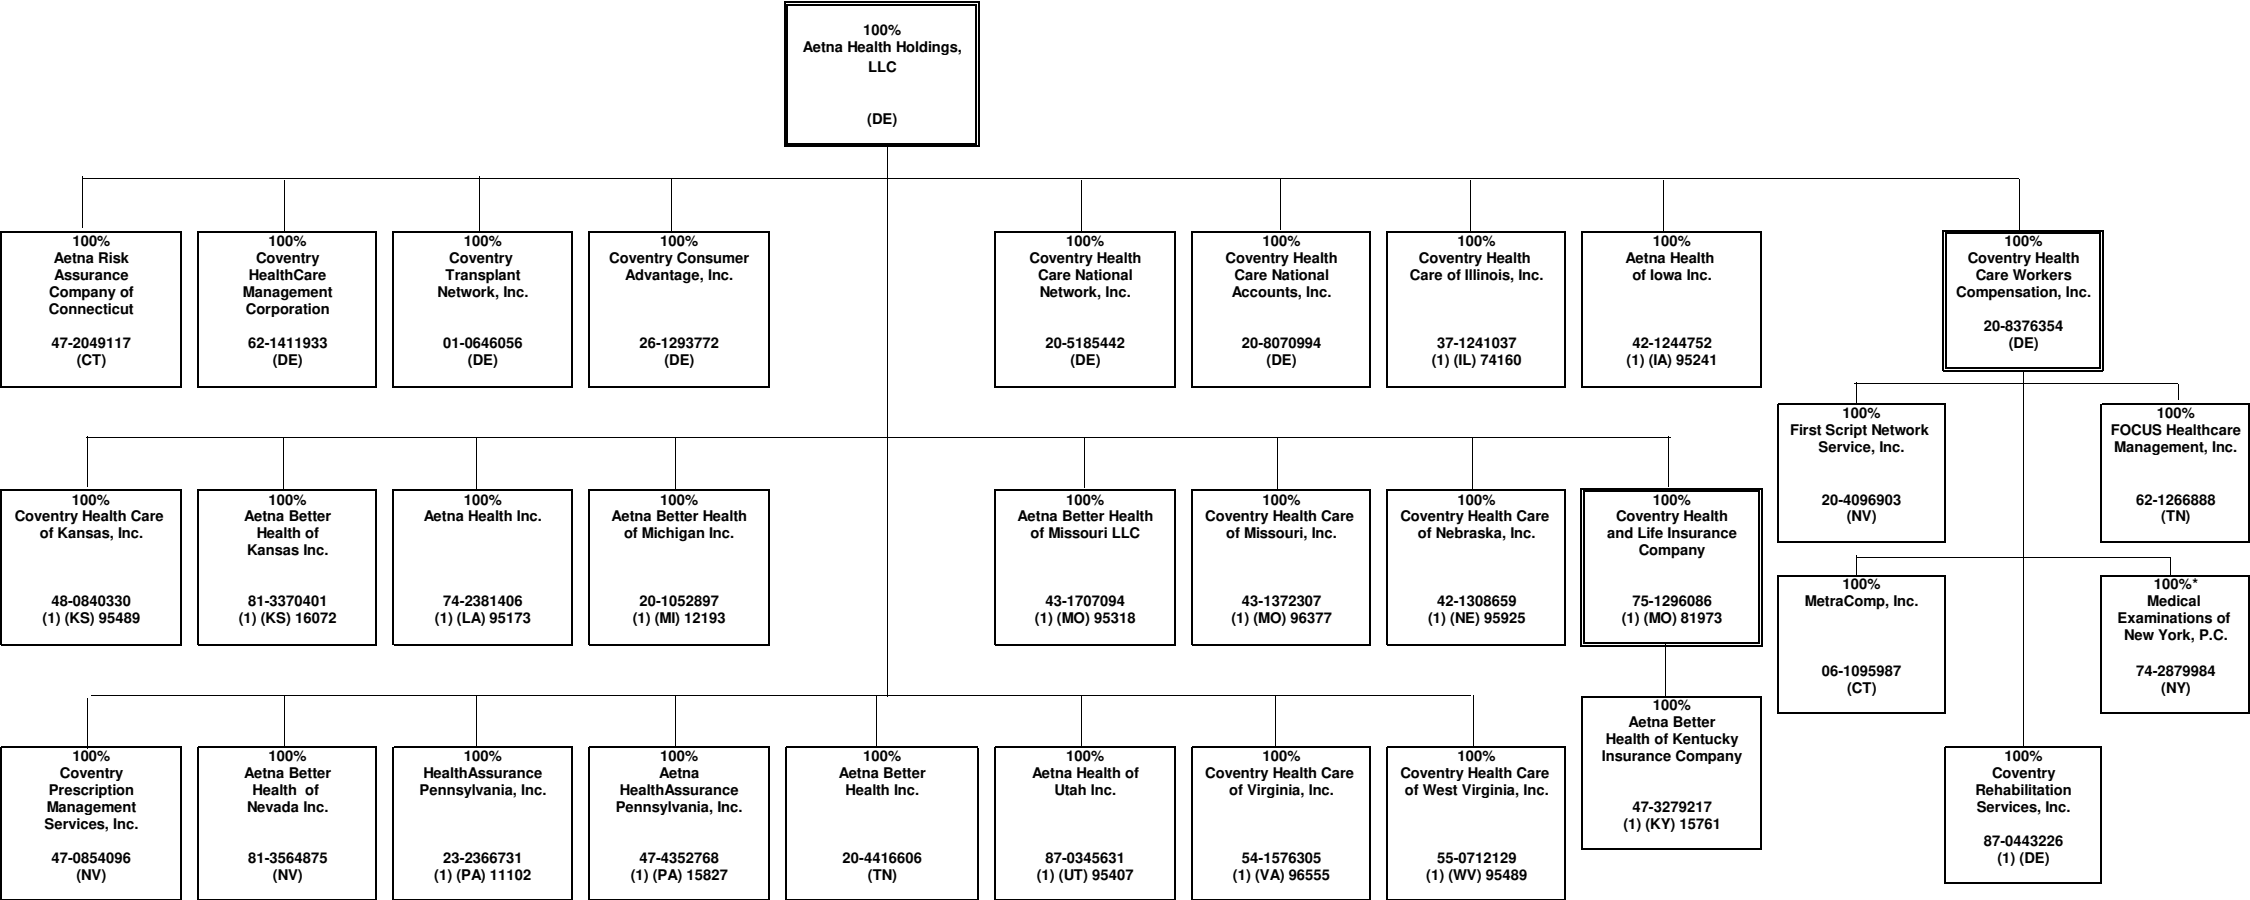 100%
Aetna Health Holdings,
LLC
(DE)
100%
Aetna Risk
Assurance
Company of
Connecticut
47-2049117
(CT)
100%
Coventry
HealthCare
Management
Corporation
62-1411933
(DE)
100%
Coventry
Transplant
Network, Inc.
01-0646056
(DE)
100%
Coventry Consumer
Advantage, Inc.
26-1293772
(DE)
100%
Coventry Health
Care National
Network, Inc.
20-5185442
(DE)
100%
Coventry Health
Care National
Accounts, Inc.
20-8070994
(DE)
100%
Coventry Health
Care of Illinois, Inc.
37-1241037
(1) (IL) 74160
100%
Aetna Health
of Iowa Inc.
42-1244752
(1) (IA) 95241
100%
Coventry Health
Care Workers
Compensation, Inc.
20-8376354
(DE)
100%
First Script Network
Service, Inc.
20-4096903
(NV)
100%
FOCUS Healthcare
Management, Inc.
62-1266888
(TN)
100%
Coventry Health Care
of Kansas, Inc.
48-0840330
(1) (KS) 95489
100%
Aetna Better
Health of
Kansas Inc.
81-3370401
(1) (KS) 16072
100%
Aetna Health Inc.
74-2381406
(1) (LA) 95173
100%
Aetna Better Health
of Michigan Inc.
20-1052897
(1) (MI) 12193
100%
Aetna Better Health
of Missouri LLC
43-1707094
(1) (MO) 95318
100%
Coventry Health Care
of Missouri, Inc.
43-1372307
(1) (MO) 96377
100%
Coventry Health Care
of Nebraska, Inc.
42-1308659
(1) (NE) 95925
100%
Coventry Health
and Life Insurance
Company
75-1296086
(1) (MO) 81973
100%
MetraComp, Inc.
06-1095987
(CT)
100%*
Medical
Examinations of
New York, P.C.
74-2879984
(NY)
100%
Coventry
Prescription
Management
Services, Inc.
47-0854096
(NV)
100%
Aetna Better
Health of
Nevada Inc.
81-3564875
(NV)
100%
HealthAssurance
Pennsylvania, Inc.
23-2366731
(1) (PA) 11102
100%
Aetna
HealthAssurance
Pennsylvania, Inc.
47-4352768
(1) (PA) 15827
100%
Aetna Better
Health Inc.
20-4416606
(TN)
100%
Aetna Health of
Utah Inc.
87-0345631
(1) (UT) 95407
100%
Coventry Health Care
of Virginia, Inc.
54-1576305
(1) (VA) 96555
100%
Coventry Health Care
of West Virginia, Inc.
55-0712129
(1) (WV) 95489
100%
Aetna Better
Health of Kentucky
Insurance Company
47-3279217
(1) (KY) 15761
100%
Coventry
Rehabilitation
Services, Inc.
87-0443226
(1) (DE)